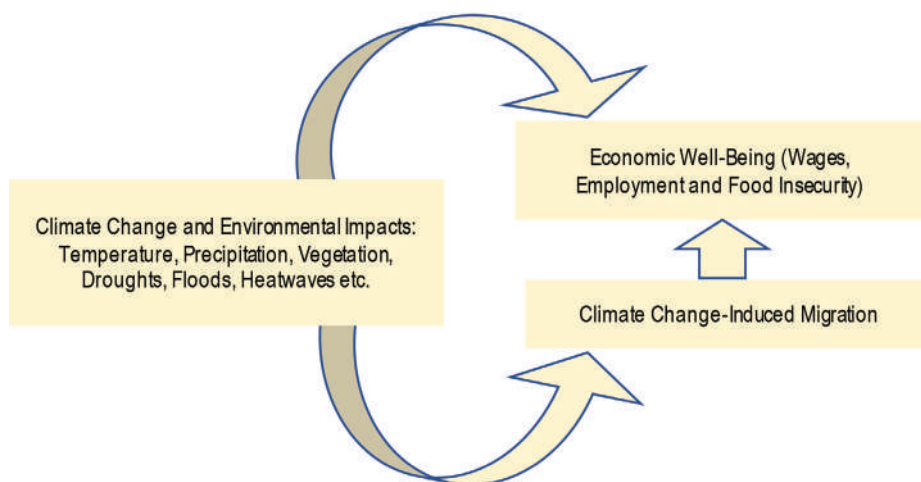 Economic Well-Being (Wages,
Employment and Food Insecurity)
Climate Change and Environmental Impacts:
Temperature, Precipitation, Vegetation,
Droughts, Floods, Heatwaves etc.
Climate Change-Induced Migration